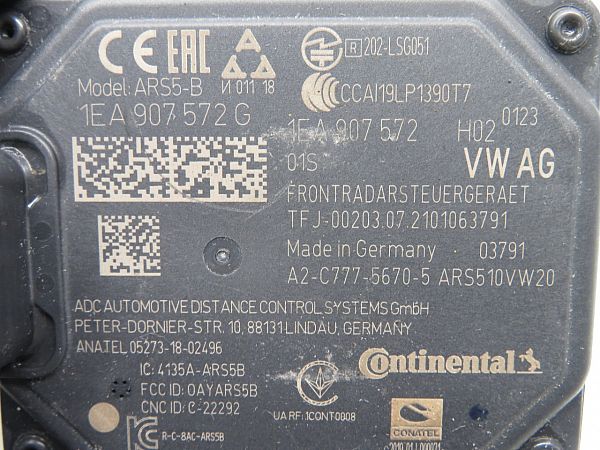 CE EAC
И 011 18
R 202-LSG051
Model: ARS5-B
CCAI19LP1390T7
1EA 907 572 G
1EA 907 572 H02 0123
01S VW AG
FRONTRADARSTEUERGERAET
TFJ-00203.07.2101063791
Made in Germany 03791
A2-C777-5670-5 ARS510VW20
ADC AUTOMOTIVE DISTANCE CONTROL SYSTEMS GmbH
PETER-DORNIER-STR. 10, 88131 LINDAU, GERMANY
ANATEL 05273-18-02496
Continental
IC: 4135A-ARS5B
FCC ID: OAYARS5B
CNC ID: C-22292
UA RF: 1CONT0008
CONATEL
R-C-8AC-ARS5B